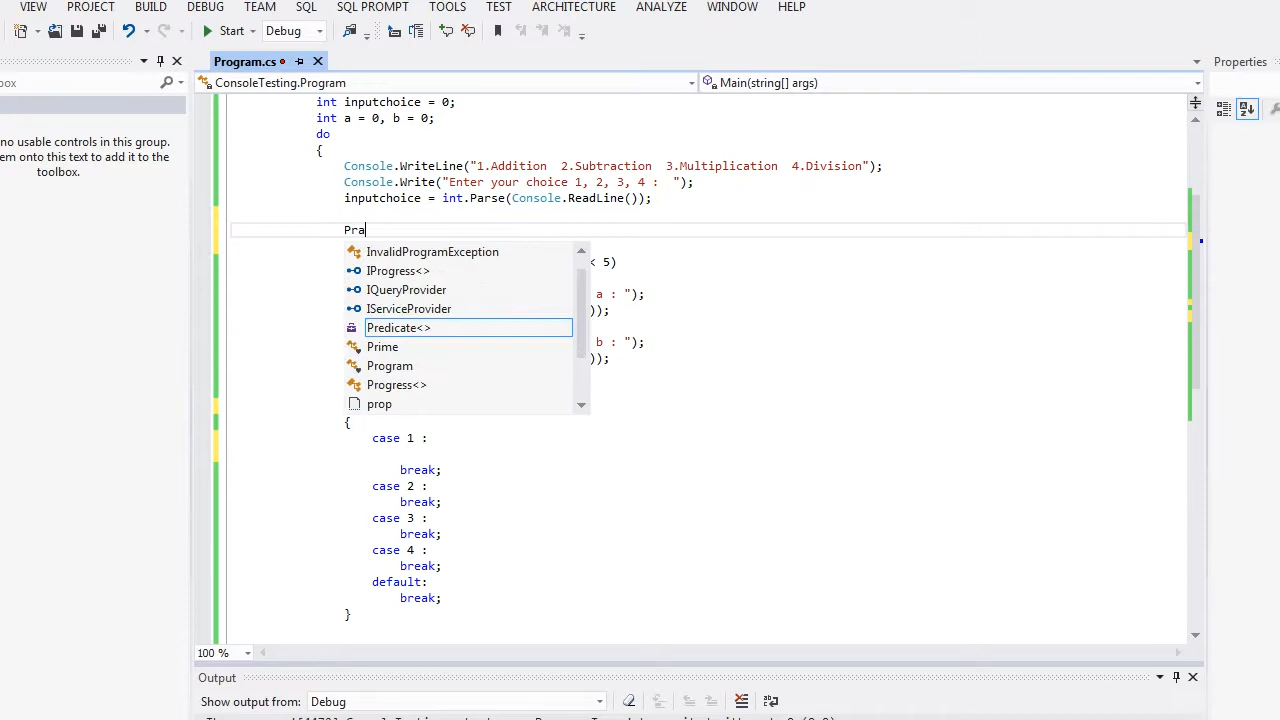 VIEW PROJECT BUILD DEBUG TEAM SQL SQL PROMPT TOOLS TEST ARCHITECTURE ANALYZE WINDOW HELP
Start Debug
Program.cs Properties
box ConsoleTesting.Program Main(string[] args)
int inputchoice = 0;
int a = 0, b = 0;
do
{
Console.WriteLine("1.Addition  2.Subtraction  3.Multiplication  4.Division");
Console.Write("Enter your choice 1, 2, 3, 4 :  ");
inputchoice = int.Parse(Console.ReadLine());
no usable controls in this group.
em onto this text to add it to the
toolbox.
Pra
InvalidProgramException
IProgress<>
IQueryProvider
IServiceProvider
Predicate<>
Prime
Program
Progress<>
prop
< 5)
a : ");
));
b : ");
));
{
case 1 :
break;
case 2 :
break;
case 3 :
break;
case 4 :
break;
default:
break;
}
100 %
Output
Show output from: Debug